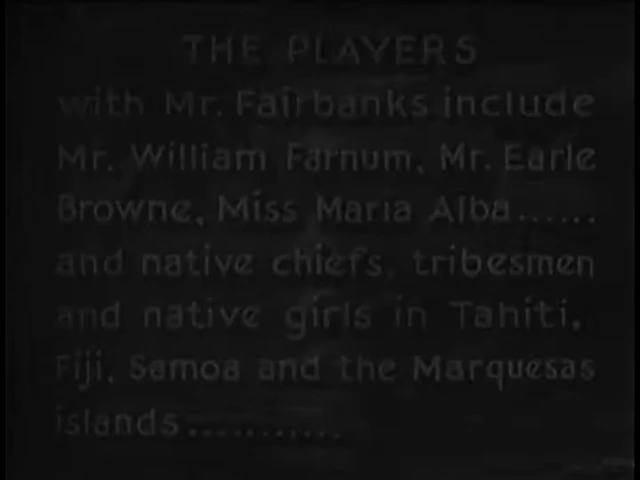 THE PLAYERS
with Mr. Fairbanks include
Mr. William Farnum, Mr. Earle
Browne, Miss Maria Alba......
and native chiefs, tribesmen
and native girls in Tahiti,
Fiji, Samoa and the Marquesas
islands............